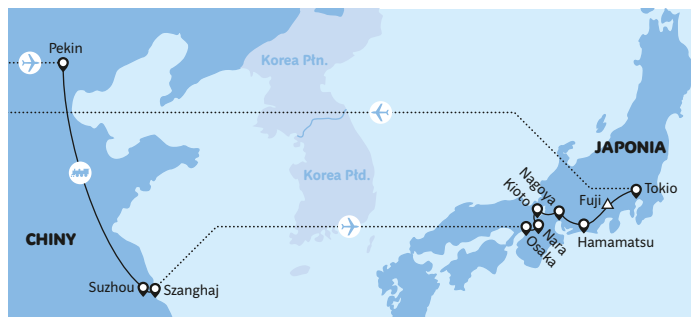 Pekin
Korea Płn.
JAPONIA
Korea Płd.
Nagoya
Kioto
Fuji
Tokio
CHINY
Hamamatsu
Nara
Osaka
Suzhou
Szanghaj